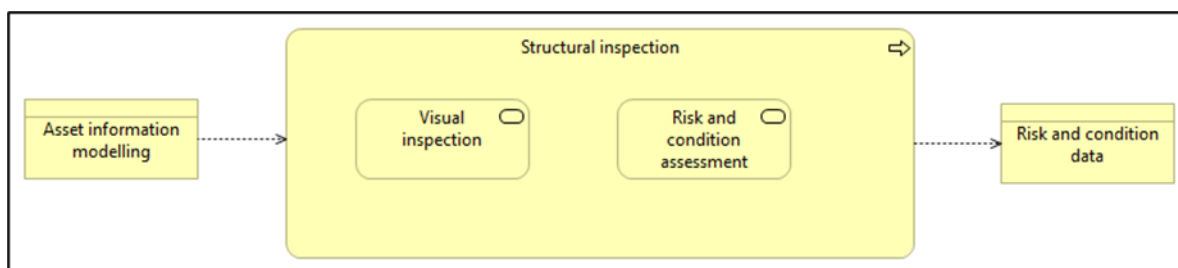 Structural inspection
Asset information
modelling
Visual
inspection
Risk and
condition
assessment
Risk and condition
data